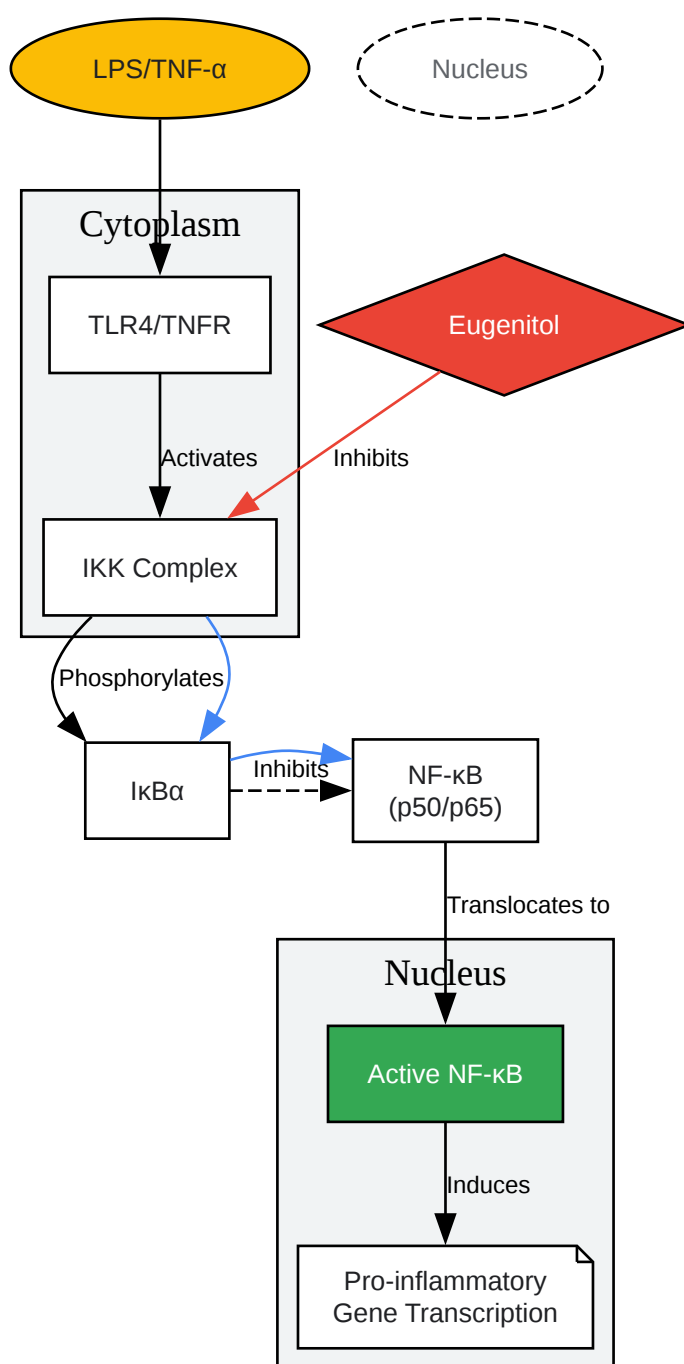 LPS/TNF-α
Nucleus
Cytoplasm
TLR4/TNFR
Eugenitol
Activates
Inhibits
IKK Complex
Phosphorylates
IκBα
Inhibits
NF-κB
(p50/p65)
Translocates to
Nucleus
Active NF-κB
Induces
Pro-inflammatory
Gene Transcription